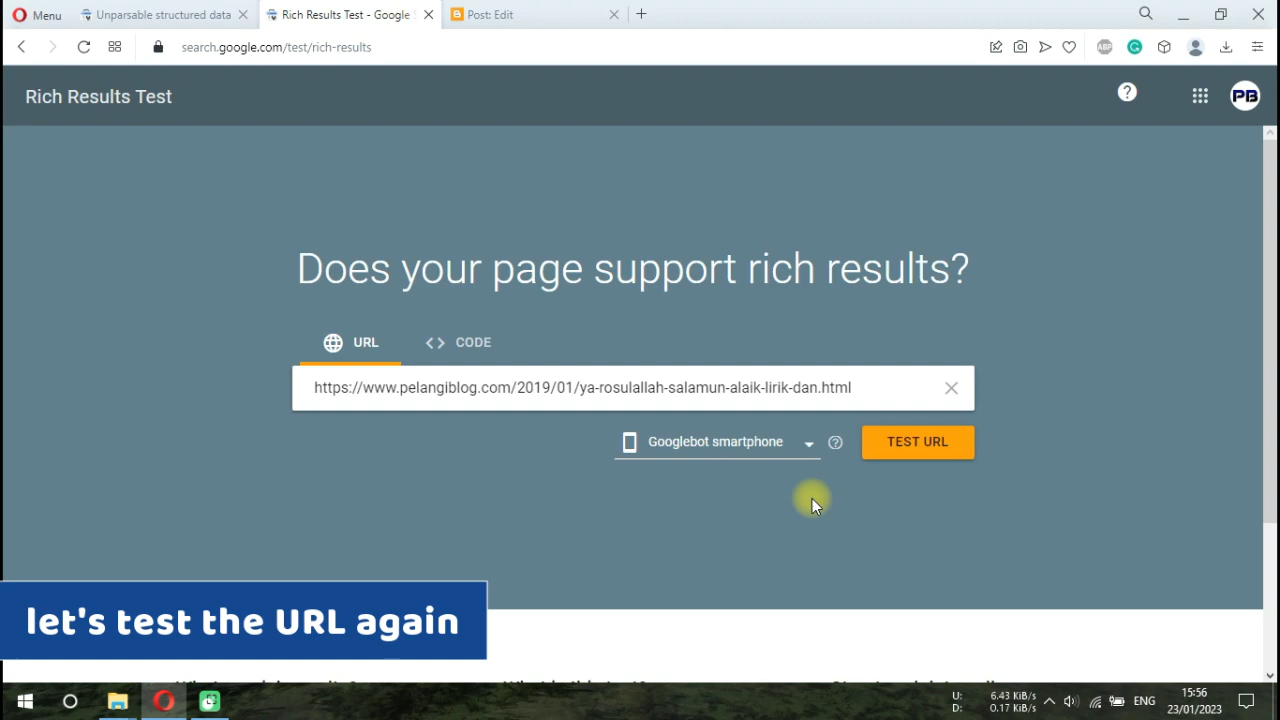 Menu
Unparsable structured data
Rich Results Test - Google
Post: Edit
search.google.com/test/rich-results
ABP
Rich Results Test
PB
Does your page support rich results?
URL
CODE
https://www.pelangiblog.com/2019/01/ya-rosulallah-salamun-alaik-lirik-dan.html
Googlebot smartphone
TEST URL
let's test the URL again
U: 6.43 KiB/s
D: 0.17 KiB/s
ENG
15:56
23/01/2023